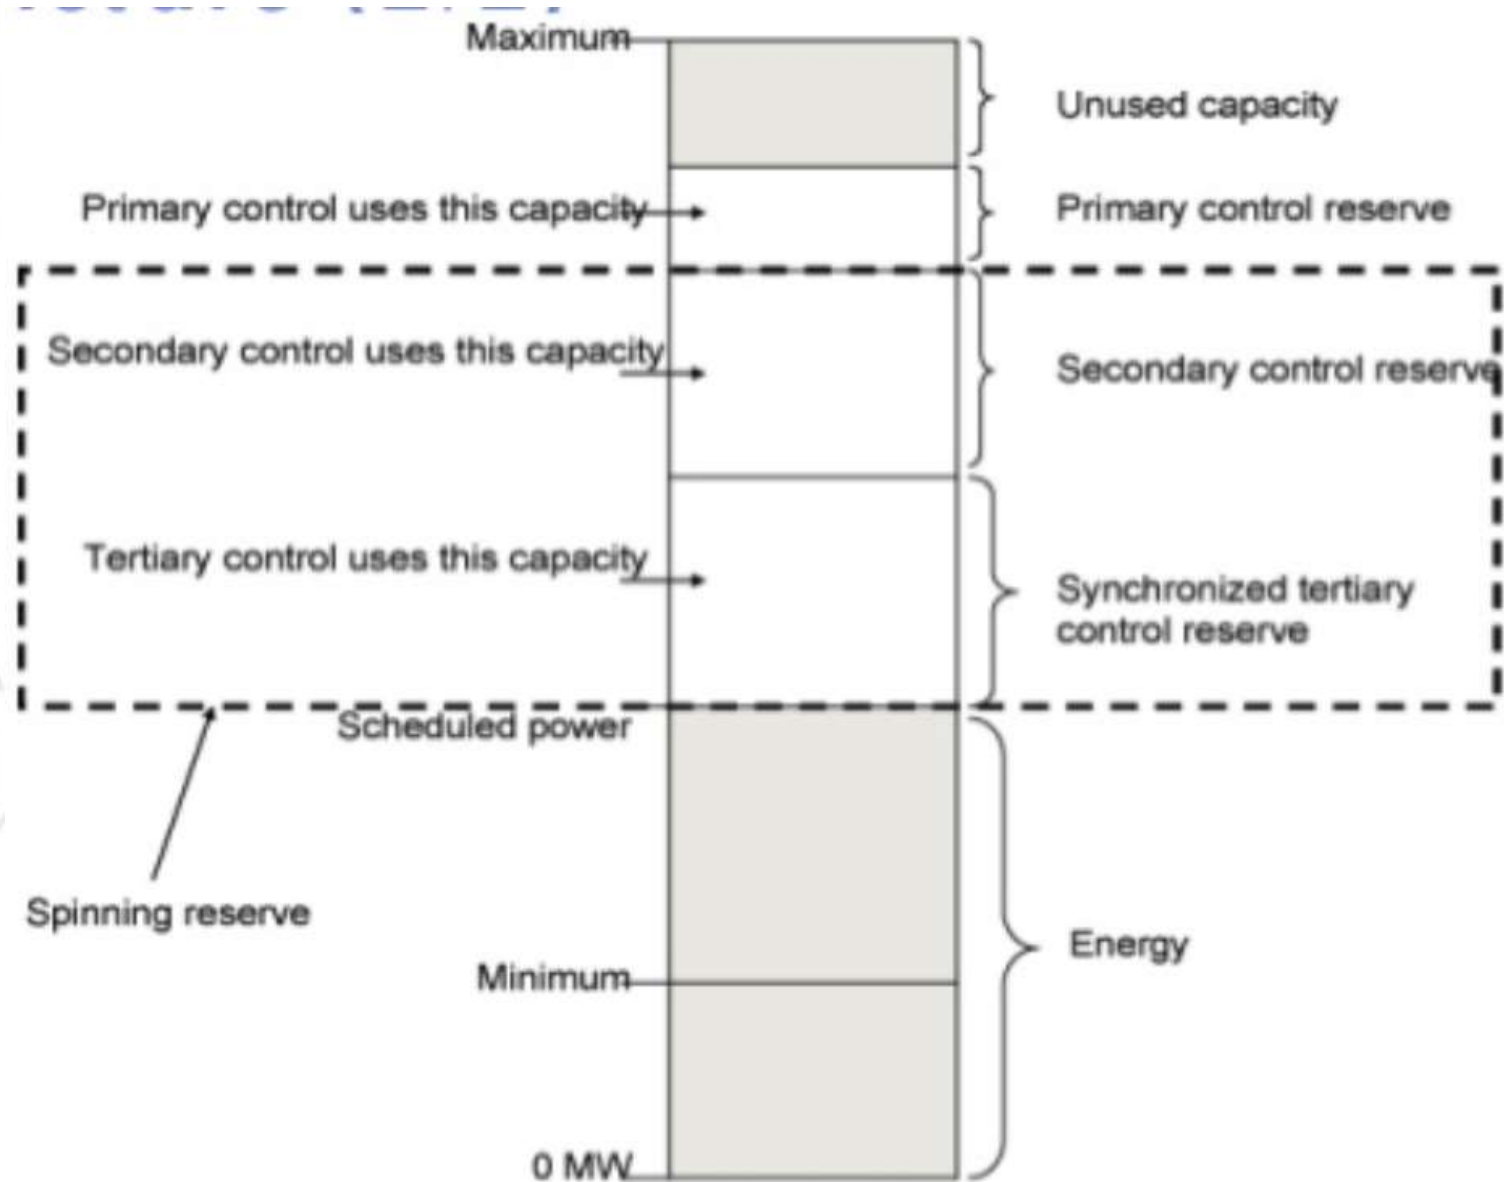 Maximum
Unused capacity
Primary control uses this capacity
Primary control reserve
Secondary control uses this capacity
Secondary control reserve
Tertiary control uses this capacity
Synchronized tertiary
control reserve
Scheduled power
Spinning reserve
Energy
Minimum
0 MW